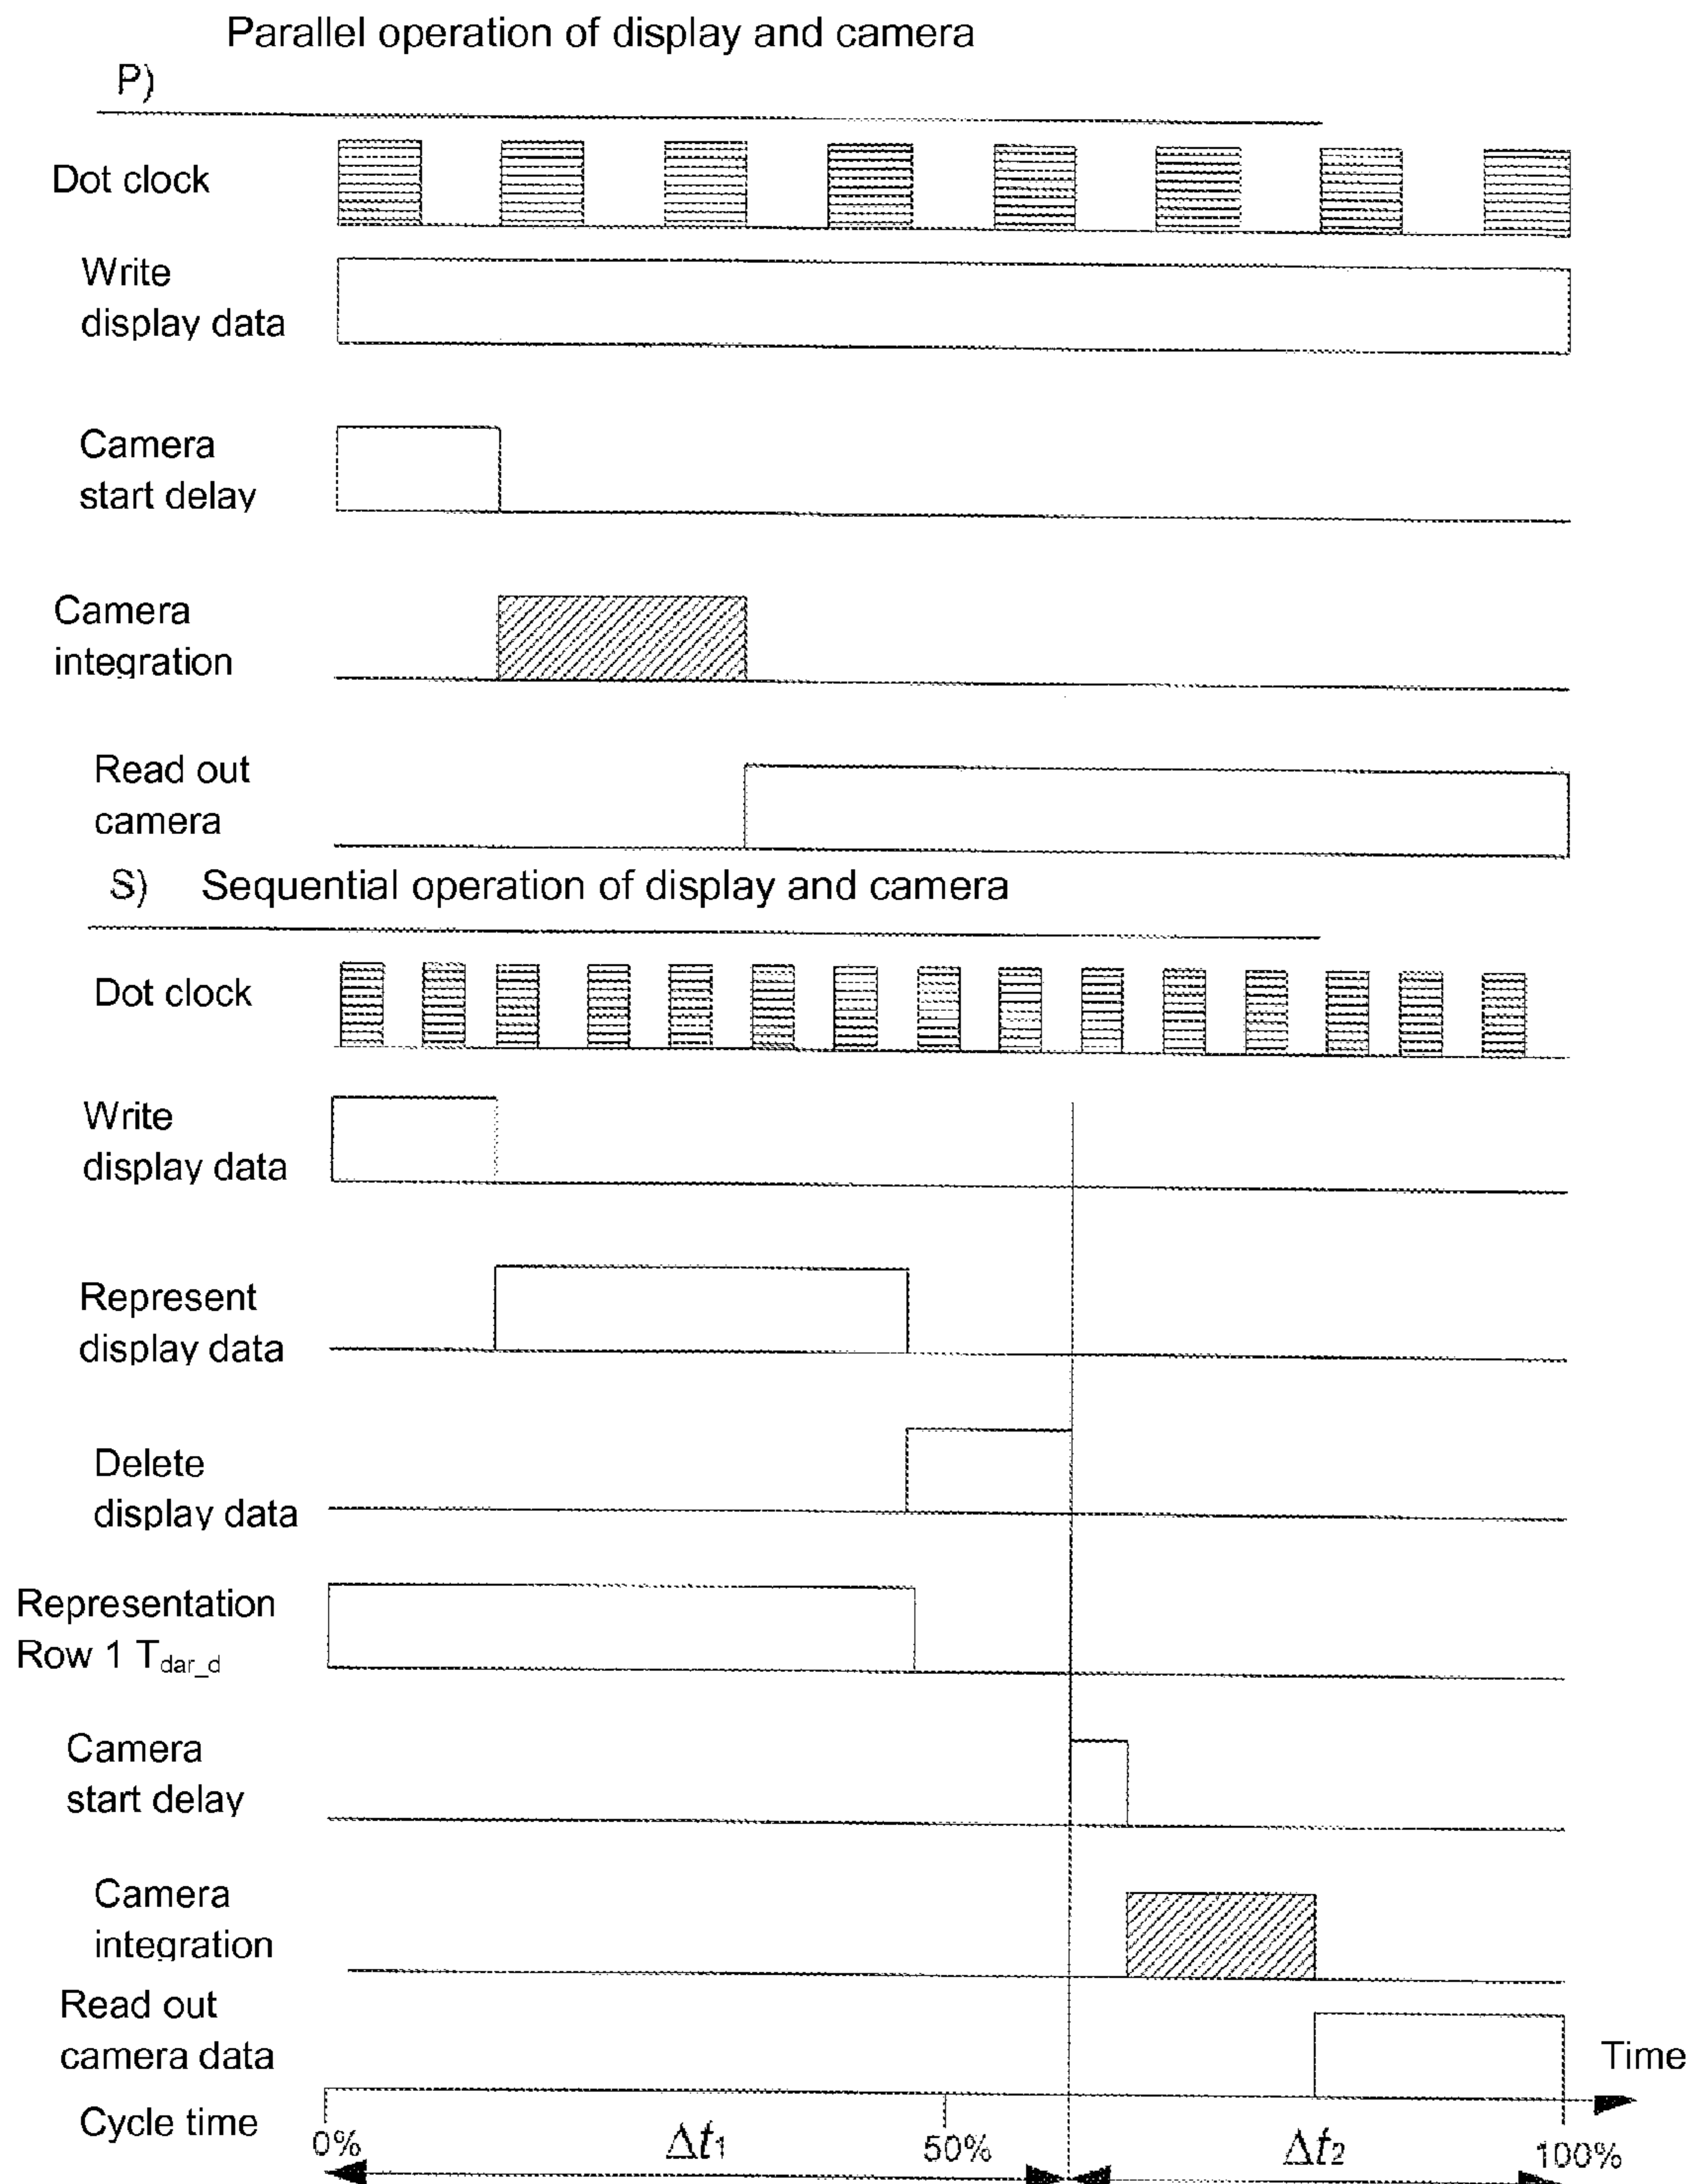 Parallel operation of display and camera
P)
Dot clock
Write
display data
Camera
start delay
Camera
integration
Read out
camera
S) Sequential operation of display and camera
Dot clock
Write
display data
Represent
display data
Delete
display data
Representation
Row 1 Tdar_d
Camera
start delay
Camera
integration
Read out
camera data
Time
Cycle time
0% Δt1 50% Δt2 100%